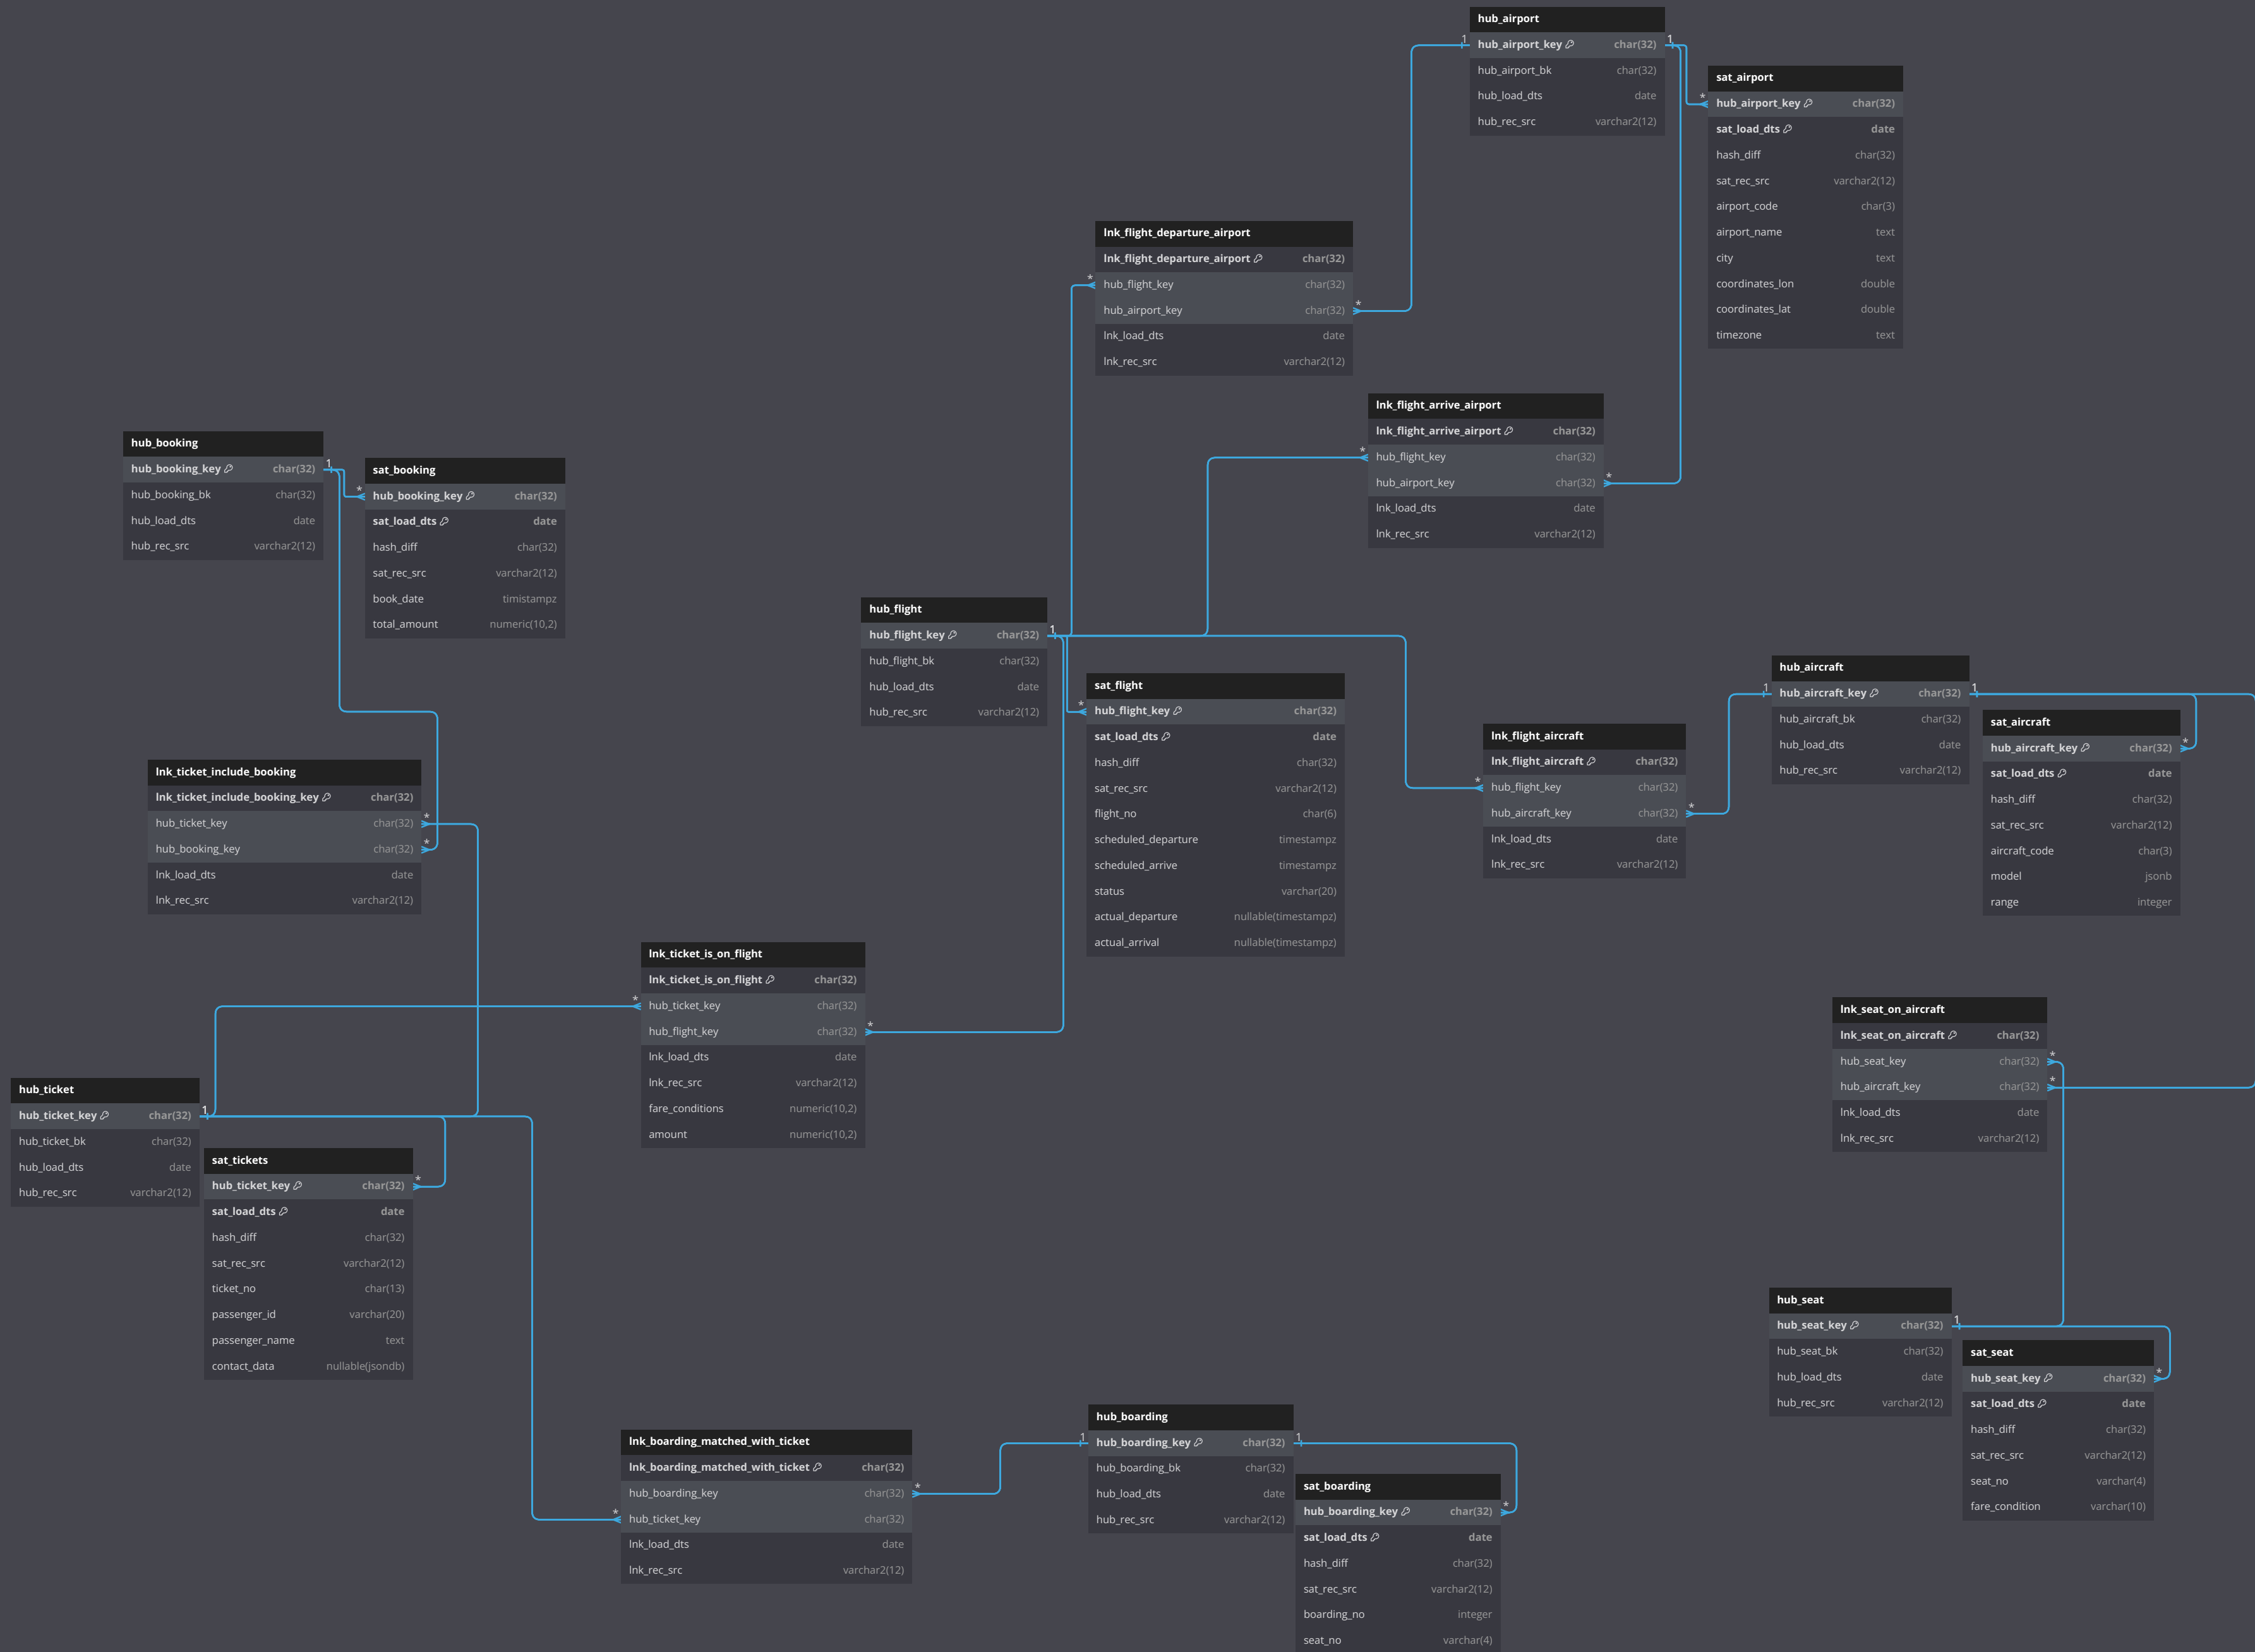 hub_airport
hub_airport_key char(32)
hub_airport_bk char(32)
hub_load_dts date
hub_rec_src varchar2(12)
1
1
sat_airport
* hub_airport_key char(32)
sat_load_dts date
hash_diff char(32)
sat_rec_src varchar2(12)
airport_code char(3)
airport_name text
city text
coordinates_lon double
coordinates_lat double
timezone text
lnk_flight_departure_airport
lnk_flight_departure_airport char(32)
* hub_flight_key char(32)
hub_airport_key char(32) *
lnk_load_dts date
lnk_rec_src varchar2(12)
lnk_flight_arrive_airport
lnk_flight_arrive_airport char(32)
* hub_flight_key char(32)
hub_airport_key char(32) *
lnk_load_dts date
lnk_rec_src varchar2(12)
hub_booking
hub_booking_key char(32) 1
hub_booking_bk char(32)
hub_load_dts date
hub_rec_src varchar2(12)
sat_booking
* hub_booking_key char(32)
sat_load_dts date
hash_diff char(32)
sat_rec_src varchar2(12)
book_date timistampz
total_amount numeric(10,2)
hub_flight
hub_flight_key char(32) 1
hub_flight_bk char(32)
hub_load_dts date
hub_rec_src varchar2(12)
sat_flight
* hub_flight_key char(32)
sat_load_dts date
hash_diff char(32)
sat_rec_src varchar2(12)
flight_no char(6)
scheduled_departure timestampz
scheduled_arrive timestampz
status varchar(20)
actual_departure nullable(timestampz)
actual_arrival nullable(timestampz)
hub_aircraft
1 hub_aircraft_key char(32) 1
hub_aircraft_bk char(32)
hub_load_dts date
hub_rec_src varchar2(12)
sat_aircraft
hub_aircraft_key char(32) *
sat_load_dts date
hash_diff char(32)
sat_rec_src varchar2(12)
aircraft_code char(3)
model jsonb
range integer
lnk_flight_aircraft
lnk_flight_aircraft char(32)
* hub_flight_key char(32)
hub_aircraft_key char(32) *
lnk_load_dts date
lnk_rec_src varchar2(12)
lnk_ticket_include_booking
lnk_ticket_include_booking_key char(32)
hub_ticket_key char(32) *
hub_booking_key char(32) *
lnk_load_dts date
lnk_rec_src varchar2(12)
lnk_ticket_is_on_flight
lnk_ticket_is_on_flight char(32)
* hub_ticket_key char(32)
hub_flight_key char(32) *
lnk_load_dts date
lnk_rec_src varchar2(12)
fare_conditions numeric(10,2)
amount numeric(10,2)
lnk_seat_on_aircraft
lnk_seat_on_aircraft char(32)
hub_seat_key char(32) *
hub_aircraft_key char(32) *
lnk_load_dts date
lnk_rec_src varchar2(12)
hub_ticket
hub_ticket_key char(32) 1
hub_ticket_bk char(32)
hub_load_dts date
hub_rec_src varchar2(12)
sat_tickets
hub_ticket_key char(32) *
sat_load_dts date
hash_diff char(32)
sat_rec_src varchar2(12)
ticket_no char(13)
passenger_id varchar(20)
passenger_name text
contact_data nullable(jsondb)
hub_seat
hub_seat_key char(32) 1
hub_seat_bk char(32)
hub_load_dts date
hub_rec_src varchar2(12)
sat_seat
hub_seat_key char(32) *
sat_load_dts date
hash_diff char(32)
sat_rec_src varchar2(12)
seat_no varchar(4)
fare_condition varchar(10)
lnk_boarding_matched_with_ticket
lnk_boarding_matched_with_ticket char(32)
hub_boarding_key char(32) *
* hub_ticket_key char(32)
lnk_load_dts date
lnk_rec_src varchar2(12)
hub_boarding
1 hub_boarding_key char(32) 1
hub_boarding_bk char(32)
hub_load_dts date
hub_rec_src varchar2(12)
sat_boarding
hub_boarding_key char(32) *
sat_load_dts date
hash_diff char(32)
sat_rec_src varchar2(12)
boarding_no integer
seat_no varchar(4)